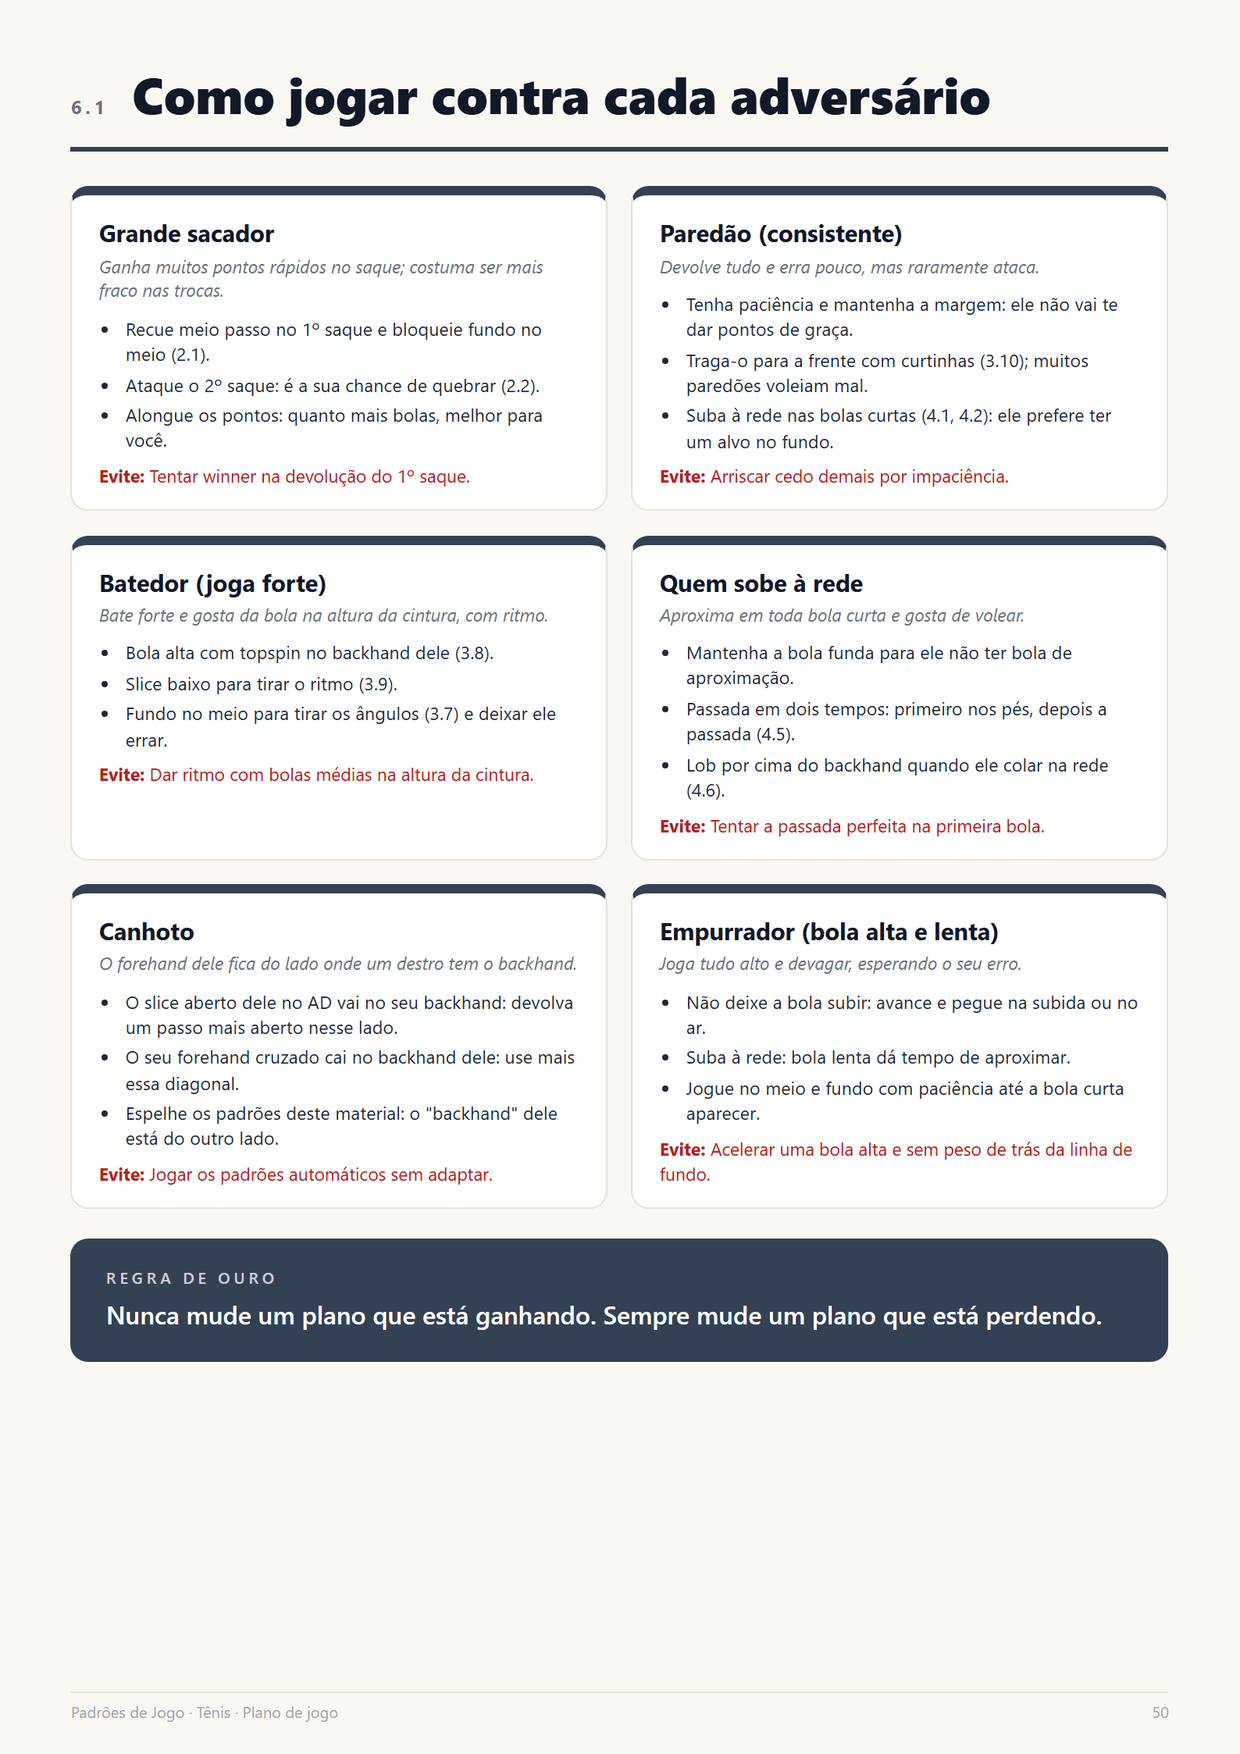 6.1 Como jogar contra cada adversário
Grande sacador
Ganha muitos pontos rápidos no saque; costuma ser mais
fraco nas trocas.
• Recue meio passo no 1º saque e bloqueie fundo no
meio (2.1).
• Ataque o 2º saque: é a sua chance de quebrar (2.2).
• Alongue os pontos: quanto mais bolas, melhor para
você.
Evite: Tentar winner na devolução do 1º saque.
Paredão (consistente)
Devolve tudo e erra pouco, mas raramente ataca.
• Tenha paciência e mantenha a margem: ele não vai te
dar pontos de graça.
• Traga-o para a frente com curtinhas (3.10); muitos
paredões voleiam mal.
• Suba à rede nas bolas curtas (4.1, 4.2): ele prefere ter
um alvo no fundo.
Evite: Arriscar cedo demais por impaciência.
Batedor (joga forte)
Bate forte e gosta da bola na altura da cintura, com ritmo.
• Bola alta com topspin no backhand dele (3.8).
• Slice baixo para tirar o ritmo (3.9).
• Fundo no meio para tirar os ângulos (3.7) e deixar ele
errar.
Evite: Dar ritmo com bolas médias na altura da cintura.
Quem sobe à rede
Aproxima em toda bola curta e gosta de volear.
• Mantenha a bola funda para ele não ter bola de
aproximação.
• Passada em dois tempos: primeiro nos pés, depois a
passada (4.5).
• Lob por cima do backhand quando ele colar na rede
(4.6).
Evite: Tentar a passada perfeita na primeira bola.
Canhoto
O forehand dele fica do lado onde um destro tem o backhand.
• O slice aberto dele no AD vai no seu backhand: devolva
um passo mais aberto nesse lado.
• O seu forehand cruzado cai no backhand dele: use mais
essa diagonal.
• Espelhe os padrões deste material: o "backhand" dele
está do outro lado.
Evite: Jogar os padrões automáticos sem adaptar.
Empurrador (bola alta e lenta)
Joga tudo alto e devagar, esperando o seu erro.
• Não deixe a bola subir: avance e pegue na subida ou no
ar.
• Suba à rede: bola lenta dá tempo de aproximar.
• Jogue no meio e fundo com paciência até a bola curta
aparecer.
Evite: Acelerar uma bola alta e sem peso de trás da linha de
fundo.
REGRA DE OURO
Nunca mude um plano que está ganhando. Sempre mude um plano que está perdendo.
Padrões de Jogo · Tênis · Plano de jogo
50